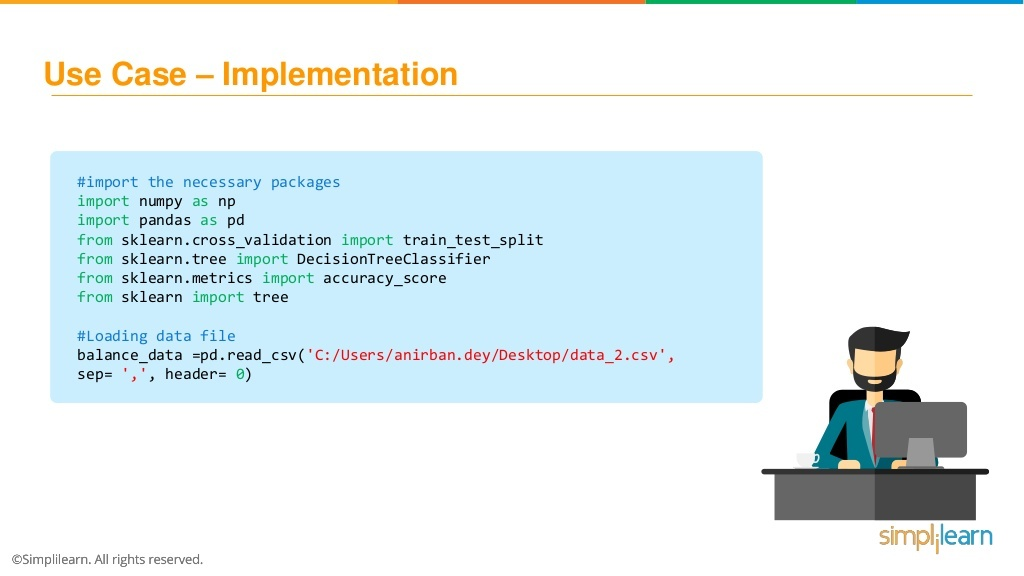 Use Case – Implementation
#import the necessary packages
import numpy as np
import pandas as pd
from sklearn.cross_validation import train_test_split
from sklearn.tree import DecisionTreeClassifier
from sklearn.metrics import accuracy_score
from sklearn import tree
#Loading data file
balance_data =pd.read_csv('C:/Users/anirban.dey/Desktop/data_2.csv',
sep= ',', header= 0)
simplilearn
©Simplilearn. All rights reserved.